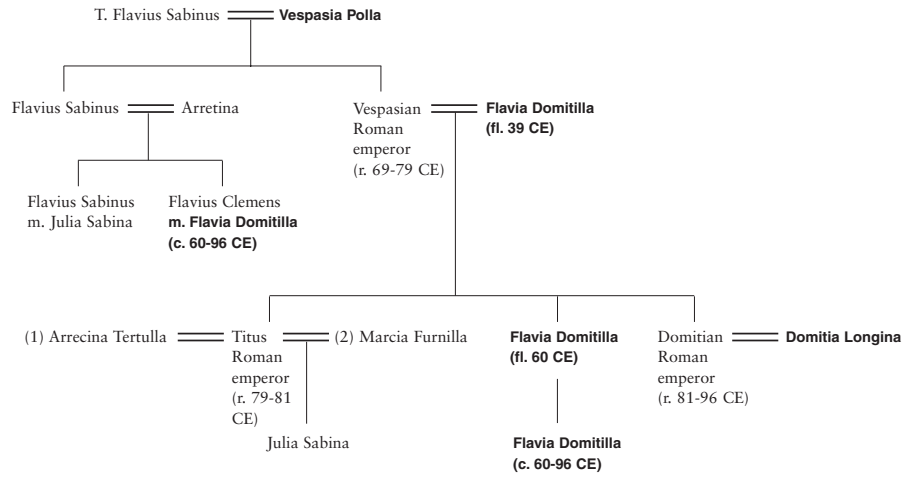 T. Flavius Sabinus Vespasia Polla
Flavius Sabinus Arretina
Vespasian
Roman
emperor
(r. 69-79 CE)
Flavia Domitilla
(fl. 39 CE)
Flavius Sabinus
m. Julia Sabina
Flavius Clemens
m. Flavia Domitilla
(c. 60-96 CE)
(1) Arrecina Tertulla
Titus
Roman
emperor
(r. 79-81
CE)
(2) Marcia Furnilla
Flavia Domitilla
(fl. 60 CE)
Domitian
Roman
emperor
(r. 81-96 CE)
Domitia Longina
Julia Sabina
Flavia Domitilla
(c. 60-96 CE)